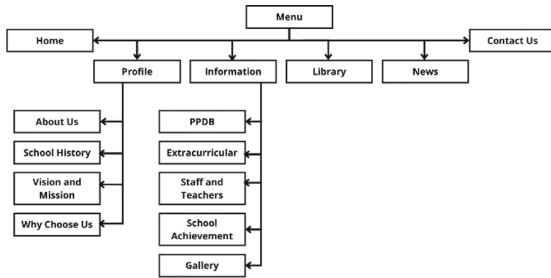 Menu
Home
Contact Us
Profile
Information
Library
News
About Us
School History
Vision and
Mission
Why Choose Us
PPDB
Extracurricular
Staff and
Teachers
School
Achievement
Gallery